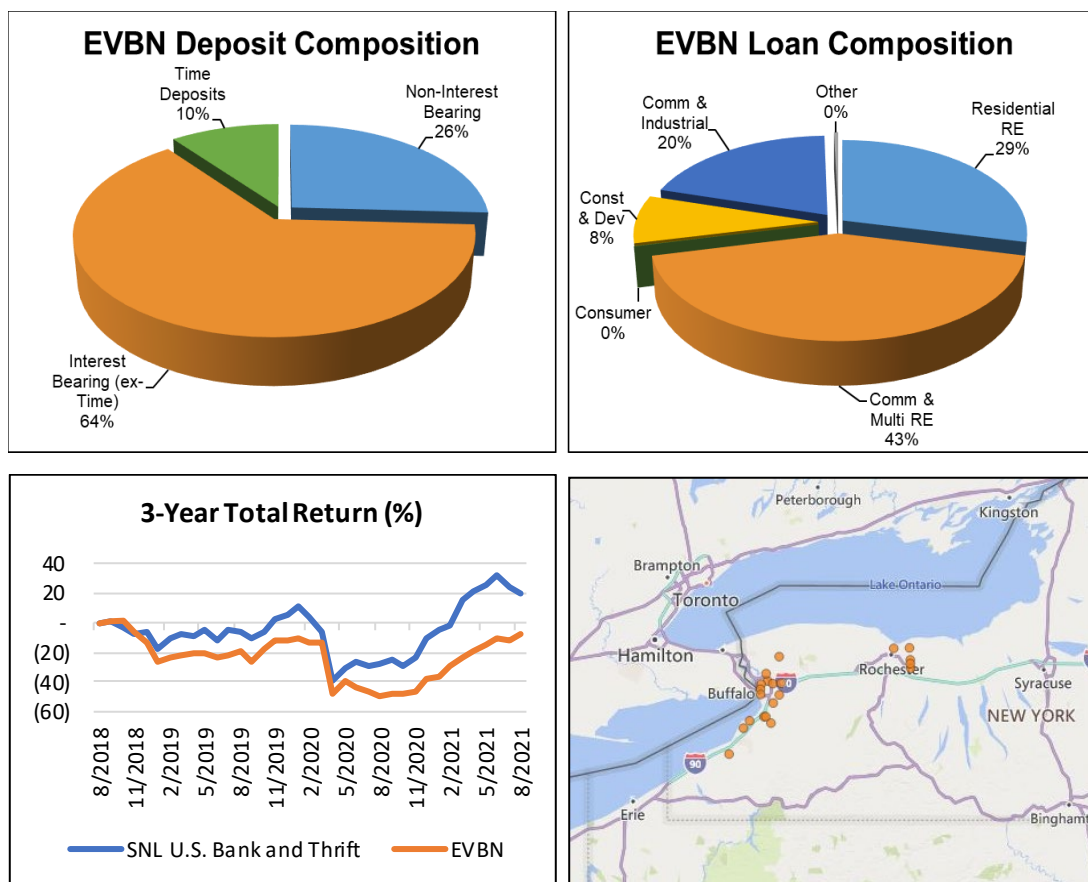 EVBN Deposit Composition
Time
Deposits
10%
Non-Interest
Bearing
26%
Interest
Bearing (ex-
Time)
64%
EVBN Loan Composition
Other
0%
Comm &
Industrial
20%
Residential
RE
29%
Const
& Dev
8%
Consumer
0%
Comm &
Multi RE
43%
3-Year Total Return (%)
40
20
-
(20)
(40)
(60)
8/2018
11/2018
2/2019
5/2019
8/2019
11/2019
2/2020
5/2020
8/2020
11/2020
2/2021
5/2021
8/2021
SNL U.S. Bank and Thrift
EVBN
Peterborough
Kingston
Brampton
Lake Ontario
Toronto
Hamilton
Rochester
Syracuse
Buffalo
NEW YORK
90
Erie
Binghamt